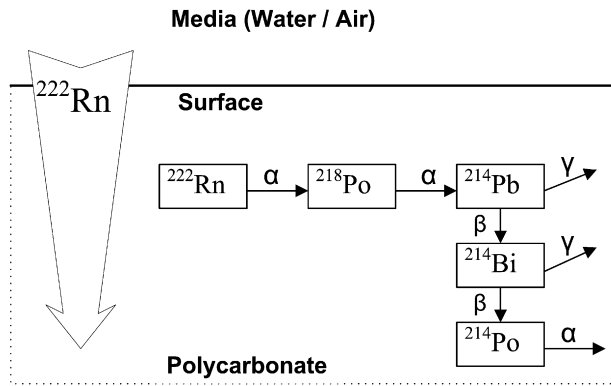 Media (Water / Air)
²²²Rn
Surface
²²²Rn α ²¹⁸Po α ²¹⁴Pb γ
β
²¹⁴Bi γ
β
²¹⁴Po α
Polycarbonate